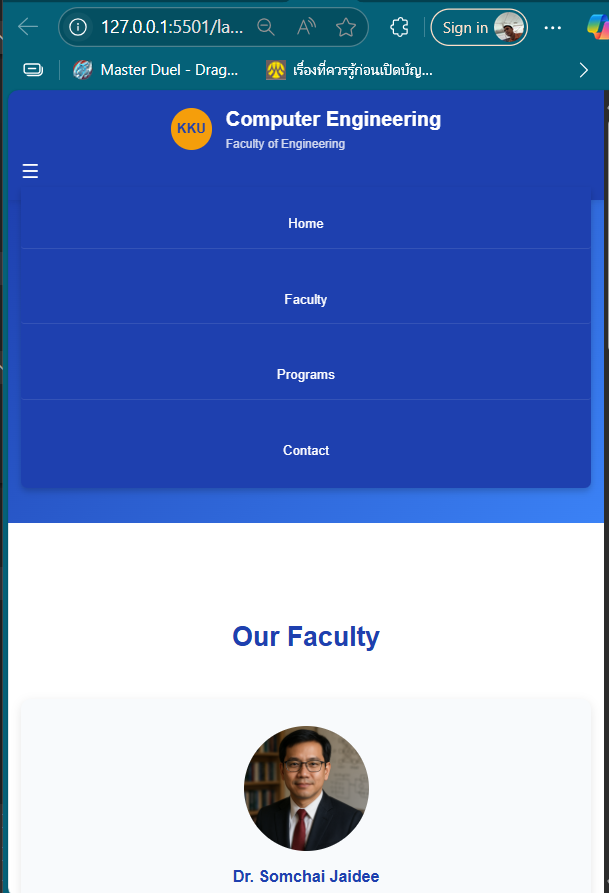 127.0.0.1:5501/la...
Sign in
Master Duel - Drag...
เรื่องที่ควรรู้ก่อนเปิดบัญ...
KKU
Computer Engineering
Faculty of Engineering
Home
Faculty
Programs
Contact
Our Faculty
Dr. Somchai Jaidee